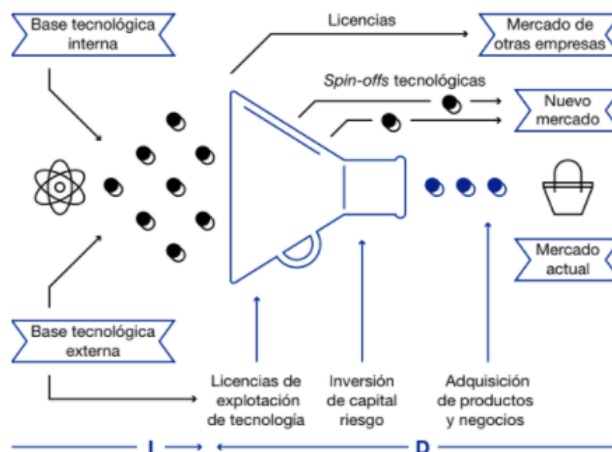 Base tecnológica
interna
Licencias
Mercado de
otras empresas
Spin-offs tecnológicas
Nuevo
mercado
Mercado
actual
Base tecnológica
externa
Licencias de
explotación
de tecnología
Inversión
de capital
riesgo
Adquisición
de productos
y negocios
I
D